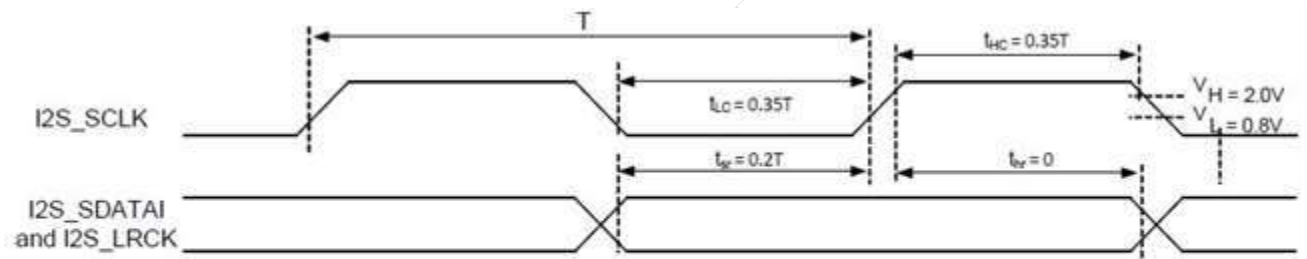 T
t_HC = 0.35T
I2S_SCLK
t_LC = 0.35T
V_H = 2.0V
V_L = 0.8V
t_sr = 0.2T
t_hr = 0
I2S_SDATAI
and I2S_LRCK